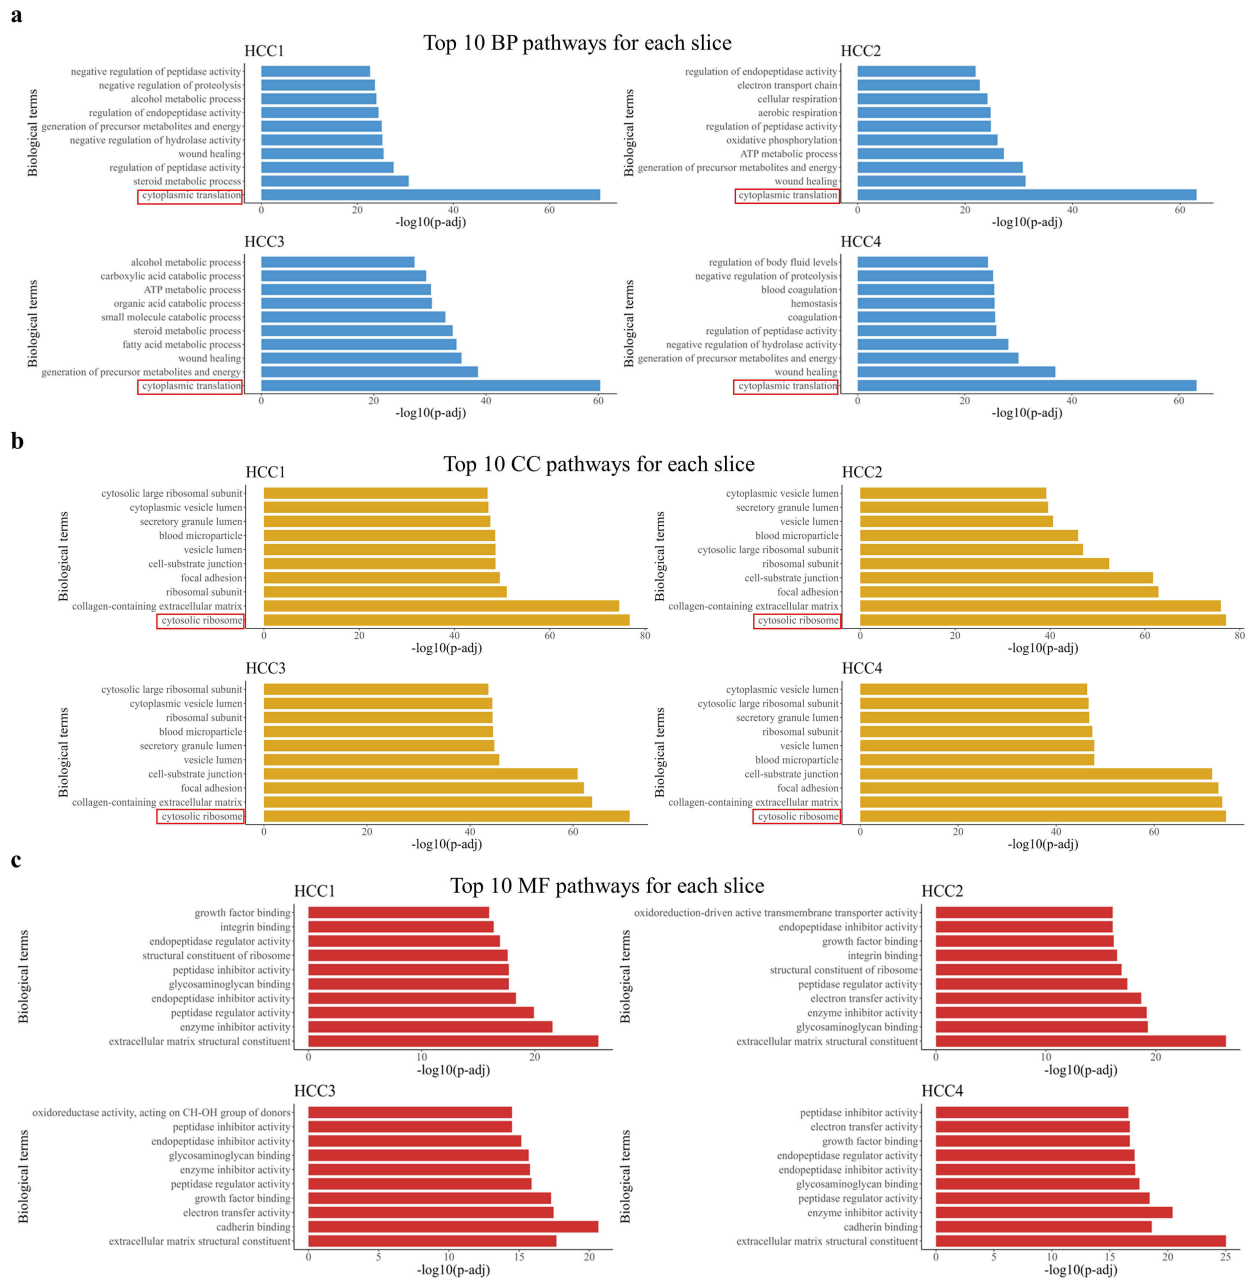 a
Top 10 BP pathways for each slice
HCC1
Biological terms
negative regulation of peptidase activity
negative regulation of proteolysis
alcohol metabolic process
regulation of endopeptidase activity
generation of precursor metabolites and energy
negative regulation of hydrolase activity
wound healing
regulation of peptidase activity
steroid metabolic process
cytoplasmic translation
0 20 40 60
-log10(p-adj)
HCC2
Biological terms
regulation of endopeptidase activity
electron transport chain
cellular respiration
aerobic respiration
regulation of peptidase activity
oxidative phosphorylation
ATP metabolic process
generation of precursor metabolites and energy
wound healing
cytoplasmic translation
0 20 40 60
-log10(p-adj)
HCC3
Biological terms
alcohol metabolic process
carboxylic acid catabolic process
ATP metabolic process
organic acid catabolic process
small molecule catabolic process
steroid metabolic process
fatty acid metabolic process
wound healing
generation of precursor metabolites and energy
cytoplasmic translation
0 20 40 60
-log10(p-adj)
HCC4
Biological terms
regulation of body fluid levels
negative regulation of proteolysis
blood coagulation
hemostasis
coagulation
regulation of peptidase activity
negative regulation of hydrolase activity
generation of precursor metabolites and energy
wound healing
cytoplasmic translation
0 20 40 60
-log10(p-adj)
b
Top 10 CC pathways for each slice
HCC1
Biological terms
cytosolic large ribosomal subunit
cytoplasmic vesicle lumen
secretory granule lumen
blood microparticle
vesicle lumen
cell-substrate junction
focal adhesion
ribosomal subunit
collagen-containing extracellular matrix
cytosolic ribosome
0 20 40 60 80
-log10(p-adj)
HCC2
Biological terms
cytoplasmic vesicle lumen
secretory granule lumen
vesicle lumen
blood microparticle
cytosolic large ribosomal subunit
ribosomal subunit
cell-substrate junction
focal adhesion
collagen-containing extracellular matrix
cytosolic ribosome
0 20 40 60 80
-log10(p-adj)
HCC3
Biological terms
cytosolic large ribosomal subunit
cytoplasmic vesicle lumen
ribosomal subunit
blood microparticle
secretory granule lumen
vesicle lumen
cell-substrate junction
focal adhesion
collagen-containing extracellular matrix
cytosolic ribosome
0 20 40 60
-log10(p-adj)
HCC4
Biological terms
cytoplasmic vesicle lumen
cytosolic large ribosomal subunit
secretory granule lumen
ribosomal subunit
vesicle lumen
blood microparticle
cell-substrate junction
focal adhesion
collagen-containing extracellular matrix
cytosolic ribosome
0 20 40 60
-log10(p-adj)
c
Top 10 MF pathways for each slice
HCC1
Biological terms
growth factor binding
integrin binding
endopeptidase regulator activity
structural constituent of ribosome
peptidase inhibitor activity
glycosaminoglycan binding
endopeptidase inhibitor activity
peptidase regulator activity
enzyme inhibitor activity
extracellular matrix structural constituent
0 10 20
-log10(p-adj)
HCC2
Biological terms
oxidoreduction-driven active transmembrane transporter activity
endopeptidase inhibitor activity
growth factor binding
integrin binding
structural constituent of ribosome
peptidase regulator activity
electron transfer activity
enzyme inhibitor activity
glycosaminoglycan binding
extracellular matrix structural constituent
0 10 20
-log10(p-adj)
HCC3
Biological terms
oxidoreductase activity, acting on CH-OH group of donors
peptidase inhibitor activity
endopeptidase inhibitor activity
glycosaminoglycan binding
enzyme inhibitor activity
peptidase regulator activity
growth factor binding
electron transfer activity
cadherin binding
extracellular matrix structural constituent
0 5 10 15 20
-log10(p-adj)
HCC4
Biological terms
peptidase inhibitor activity
electron transfer activity
growth factor binding
endopeptidase regulator activity
endopeptidase inhibitor activity
glycosaminoglycan binding
peptidase regulator activity
enzyme inhibitor activity
cadherin binding
extracellular matrix structural constituent
0 5 10 15 20 25
-log10(p-adj)